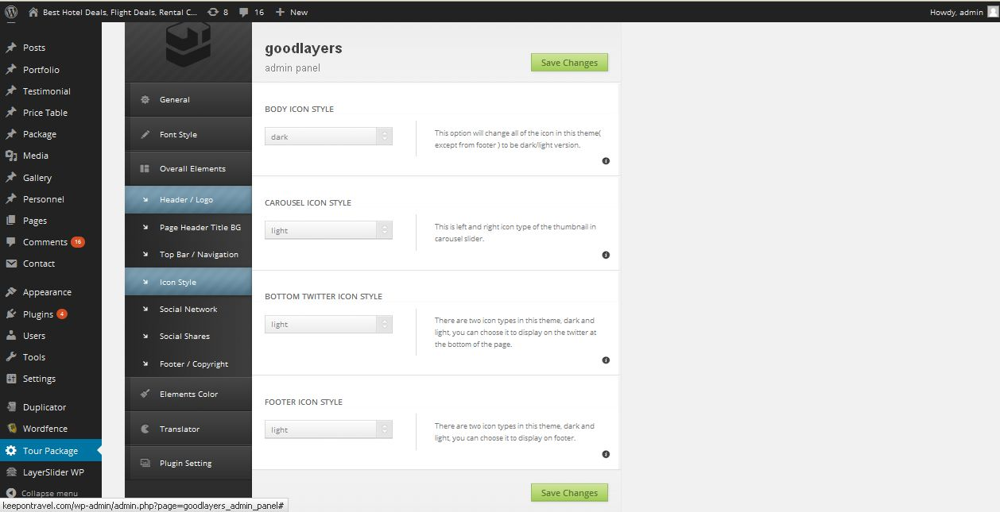 Best Hotel Deals, Flight Deals, Rental C... 8 16 New Howdy, admin
Posts
Portfolio
Testimonial
Price Table
Package
Media
Gallery
Personnel
Pages
Comments 16
Contact
Appearance
Plugins 4
Users
Tools
Settings
Duplicator
Wordfence
Tour Package
LayerSlider WP
Collapse menu
General
Font Style
Overall Elements
Header / Logo
Page Header Title BG
Top Bar / Navigation
Icon Style
Social Network
Social Shares
Footer / Copyright
Elements Color
Translator
Plugin Setting
goodlayers
admin panel
Save Changes
BODY ICON STYLE
dark
This option will change all of the icon in this theme(
except from footer ) to be dark/light version.
CAROUSEL ICON STYLE
light
This is left and right icon type of the thumbnail in
carousel slider.
BOTTOM TWITTER ICON STYLE
light
There are two icon types in this theme, dark and
light, you can choose it to display on the twitter at
the bottom of the page.
FOOTER ICON STYLE
light
There are two icon types in this theme, dark and
light, you can choose it to display on footer.
Save Changes
keepontravel.com/wp-admin/admin.php?page=goodlayers_admin_panel#